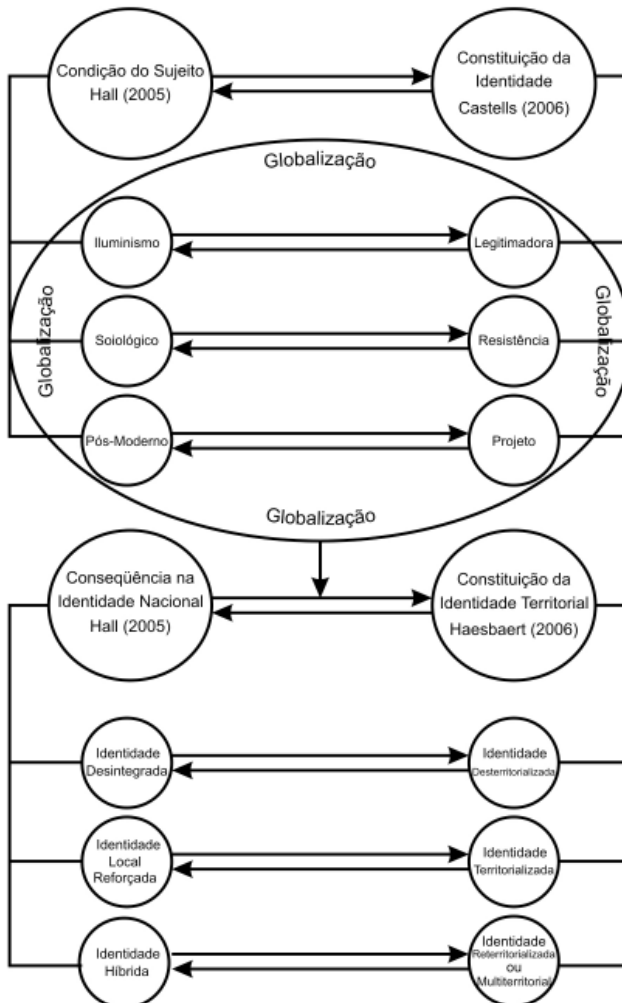 Condição do Sujeito
Hall (2005)
Constituição da
Identidade
Castells (2006)
Globalização
Iluminismo
Legitimadora
Globalização
Soiológico
Resistência
Globalização
Pós-Moderno
Projeto
Globalização
Conseqüência na
Identidade Nacional
Hall (2005)
Constituição da
Identidade Territorial
Haesbaert (2006)
Identidade
Desintegrada
Identidade
Desterritorializada
Identidade
Local
Reforçada
Identidade
Territorializada
Identidade
Híbrida
Identidade
Reterritorializada
ou
Multiterritorial